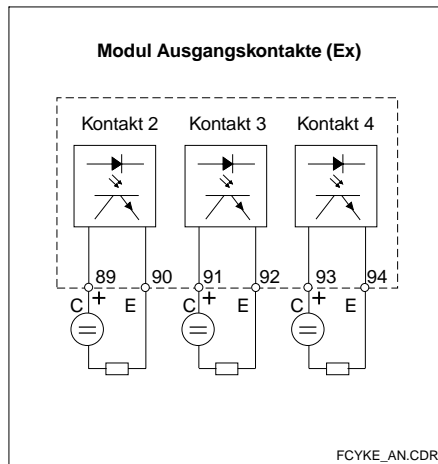 Modul Ausgangskontakte (Ex)
Kontakt 2 Kontakt 3 Kontakt 4
89 90 91 92 93 94
C + E C + E C + E
FCYKE_AN.CDR